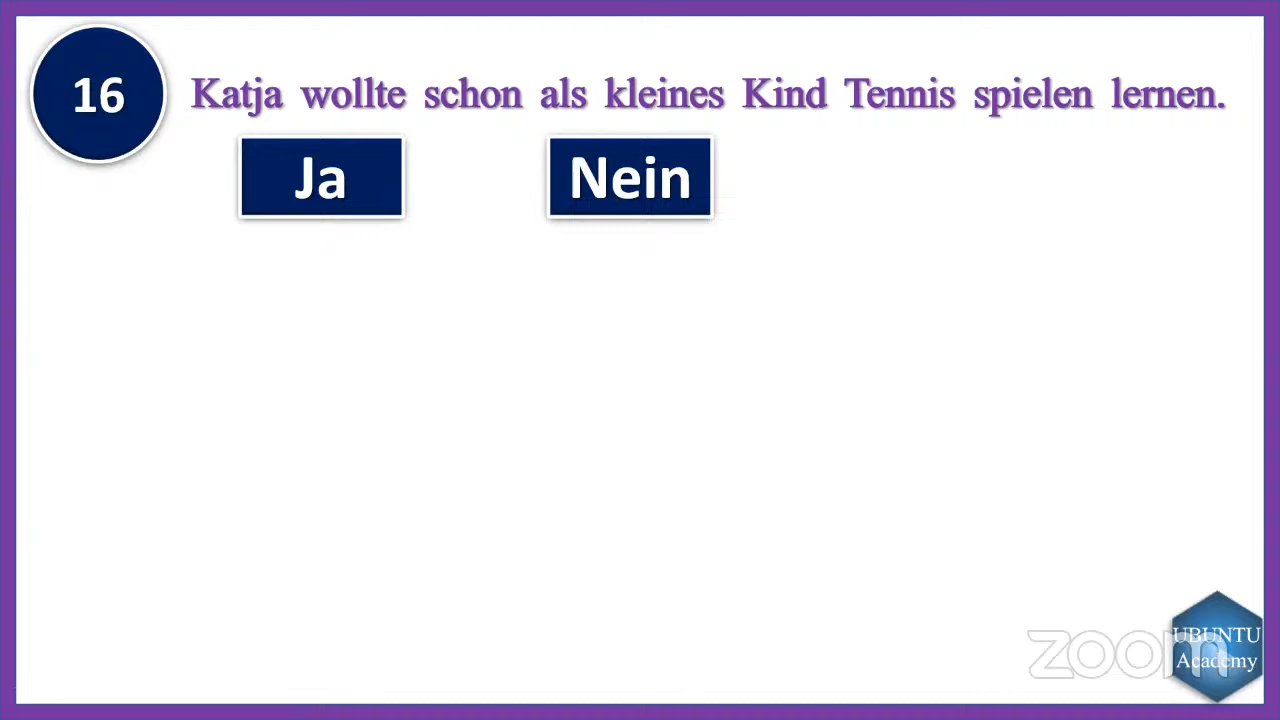 16
Katja wollte schon als kleines Kind Tennis spielen lernen.
Ja
Nein
zoom
UBUNTU
Academy